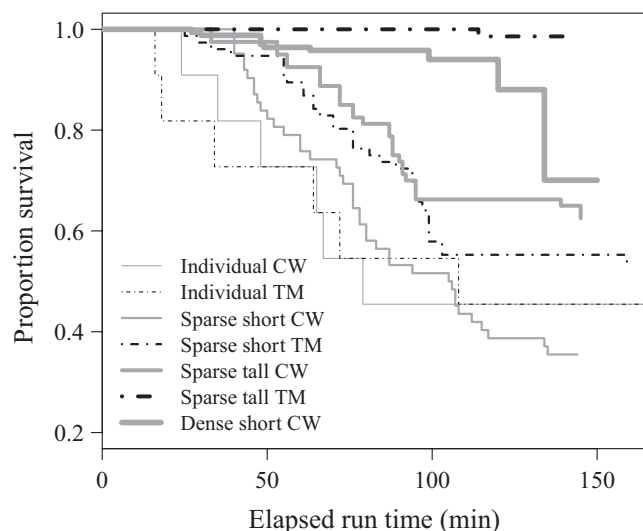 1.0
0.8
0.6
0.4
0.2
Proportion survival
Individual CW
Individual TM
Sparse short CW
Sparse short TM
Sparse tall CW
Sparse tall TM
Dense short CW
0
50
100
150
Elapsed run time (min)